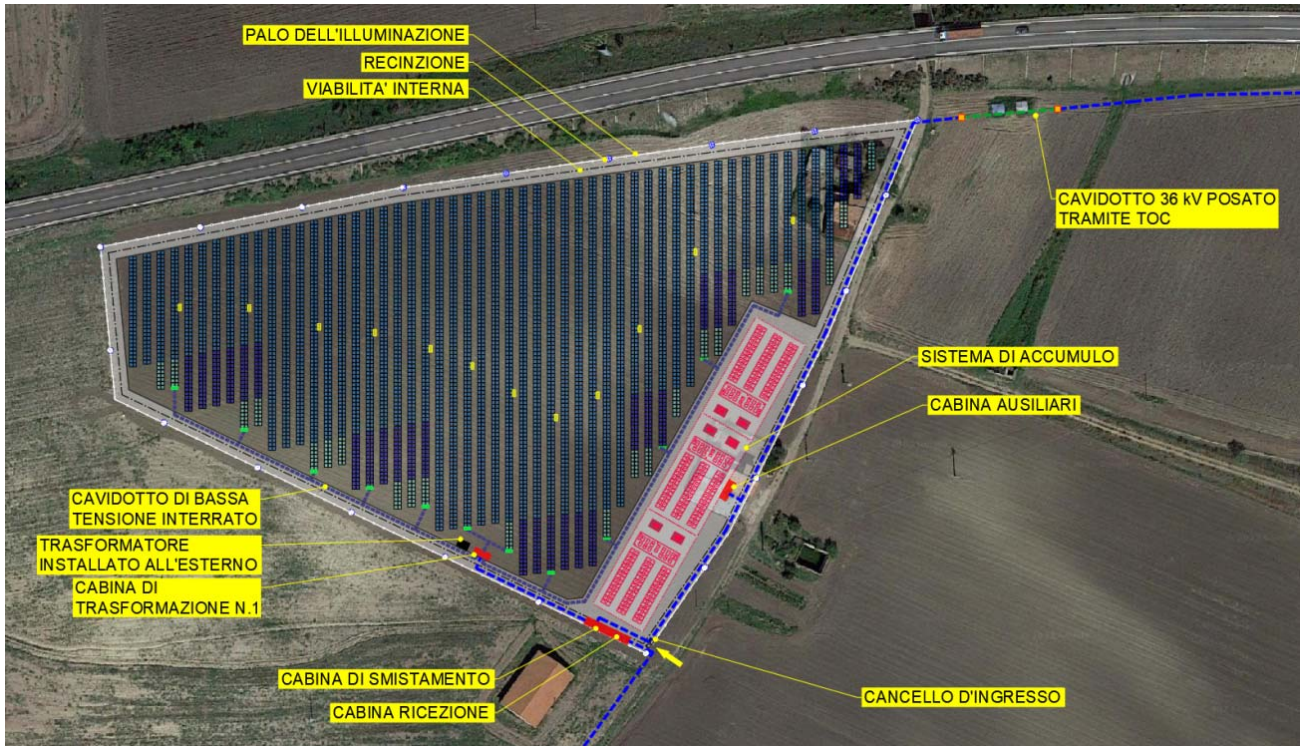 PALO DELL'ILLUMINAZIONE
RECINZIONE
VIABILITA' INTERNA
CAVIDOTTO 36 kV POSATO
TRAMITE TOC
SISTEMA DI ACCUMULO
CABINA AUSILIARI
CAVIDOTTO DI BASSA
TENSIONE INTERRATO
TRASFORMATORE
INSTALLATO ALL'ESTERNO
CABINA DI
TRASFORMAZIONE N.1
CABINA DI SMISTAMENTO
CABINA RICEZIONE
CANCELLO D'INGRESSO